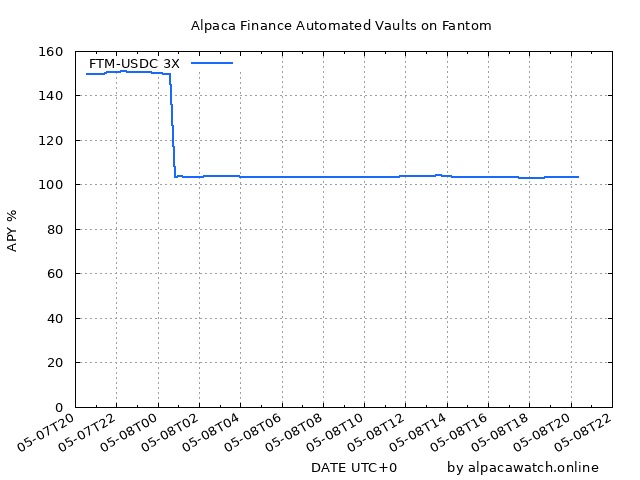 Alpaca Finance Automated Vaults on Fantom
160
FTM-USDC 3X
140
120
100
80
APY %
60
40
20
0
05-07T20 05-07T22 05-08T00 05-08T02 05-08T04 05-08T06 05-08T08 05-08T10 05-08T12 05-08T14 05-08T16 05-08T18 05-08T20 05-08T22
DATE UTC+0 by alpacawatch.online